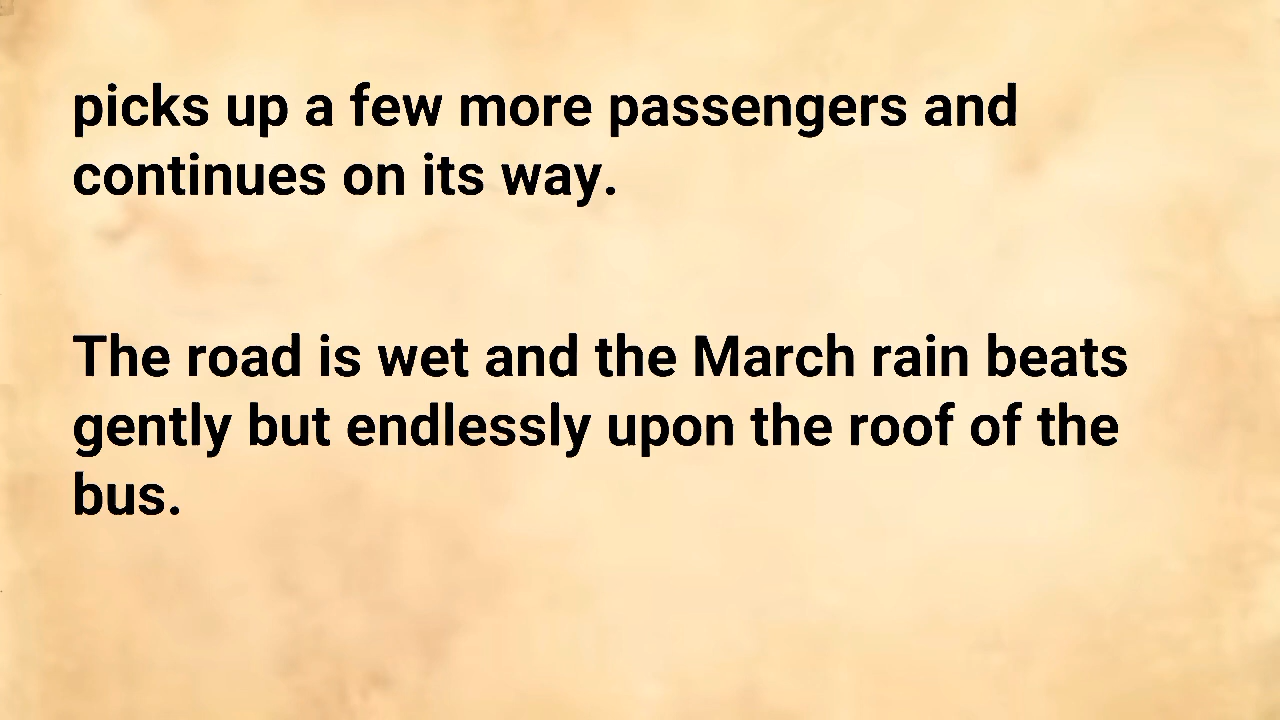 picks up a few more passengers and
continues on its way.
The road is wet and the March rain beats
gently but endlessly upon the roof of the
bus.